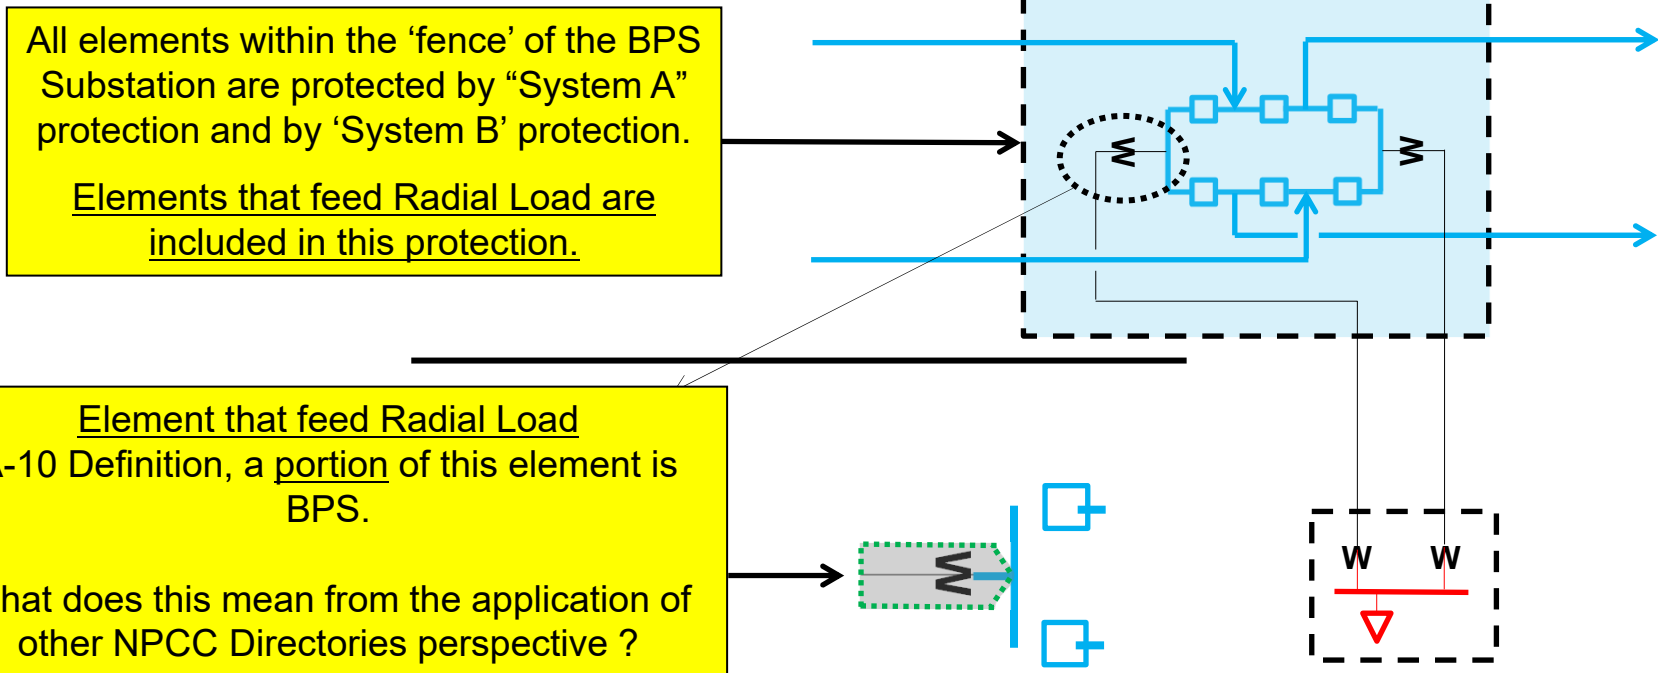 All elements within the ‘fence’ of the BPS
Substation are protected by “System A”
protection and by ‘System B’ protection.
Elements that feed Radial Load are
included in this protection.
W
W
Element that feed Radial Load
-10 Definition, a portion of this element is
BPS.
hat does this mean from the application of
other NPCC Directories perspective ?
W
W W